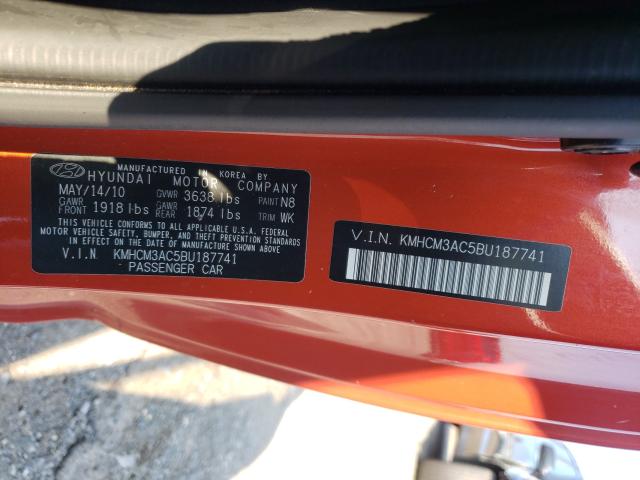 MANUFACTURED IN KOREA BY
HYUNDAI MOTOR COMPANY
MAY/14/10 GVWR 3638 lbs PAINT N8
GAWR FRONT 1918 lbs GAWR REAR 1874 lbs TRIM WK
THIS VEHICLE CONFORMS TO ALL APPLICABLE U.S.A. FEDERAL
MOTOR VEHICLE SAFETY, BUMPER, AND THEFT PREVENTION STANDARDS
IN EFFECT ON THE DATE OF MANUFACTURE SHOWN ABOVE.
V.I.N KMHCM3AC5BU187741
PASSENGER CAR
V.I.N. KMHCM3AC5BU187741